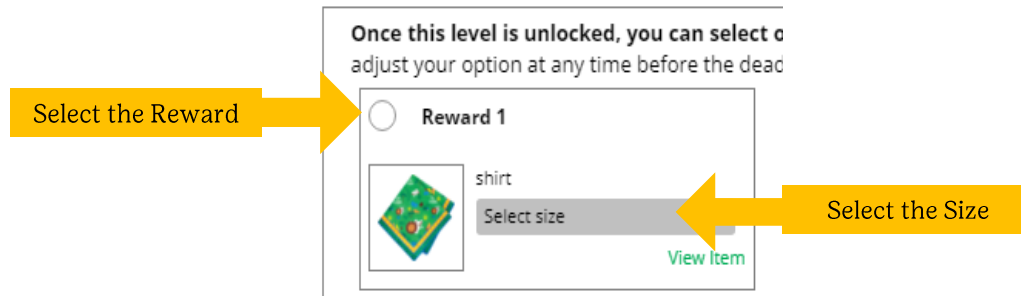 Once this level is unlocked, you can select o
adjust your option at any time before the dead
Select the Reward
Reward 1
shirt
Select size
Select the Size
View Item